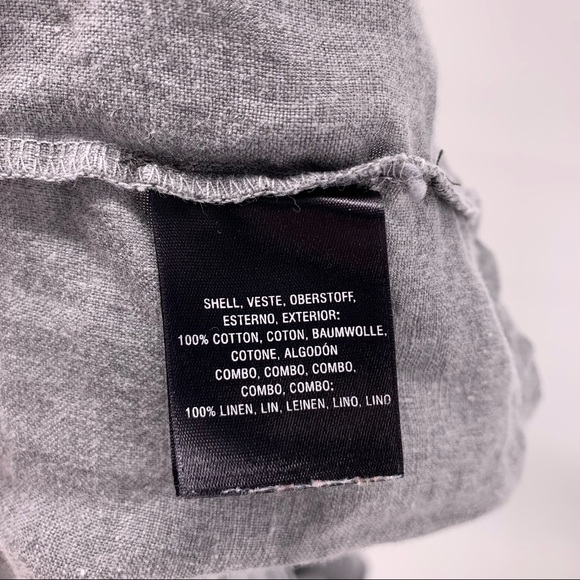 SHELL, VESTE, OBERSTOFF,
ESTERNO, EXTERIOR:
100% COTTON, COTON, BAUMWOLLE,
COTONE, ALGODÓN
COMBO, COMBO, COMBO,
COMBO, COMBO:
100% LINEN, LIN, LEINEN, LINO, LINO